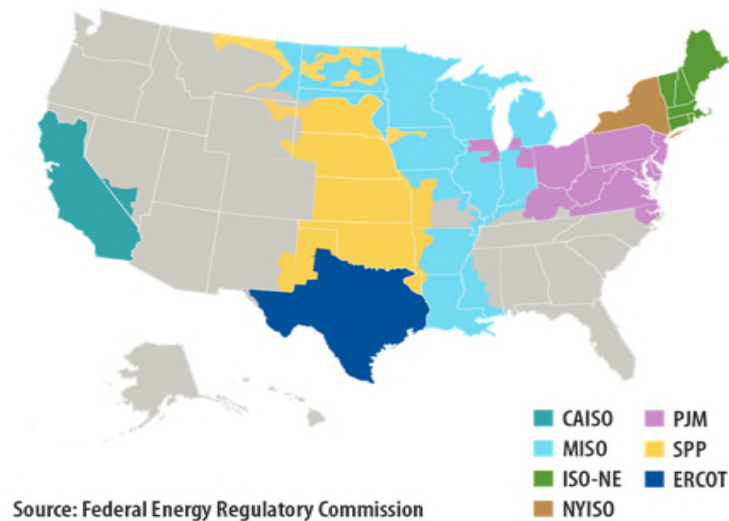 CAISO
MISO
ISO-NE
NYISO
PJM
SPP
ERCOT
Source: Federal Energy Regulatory Commission